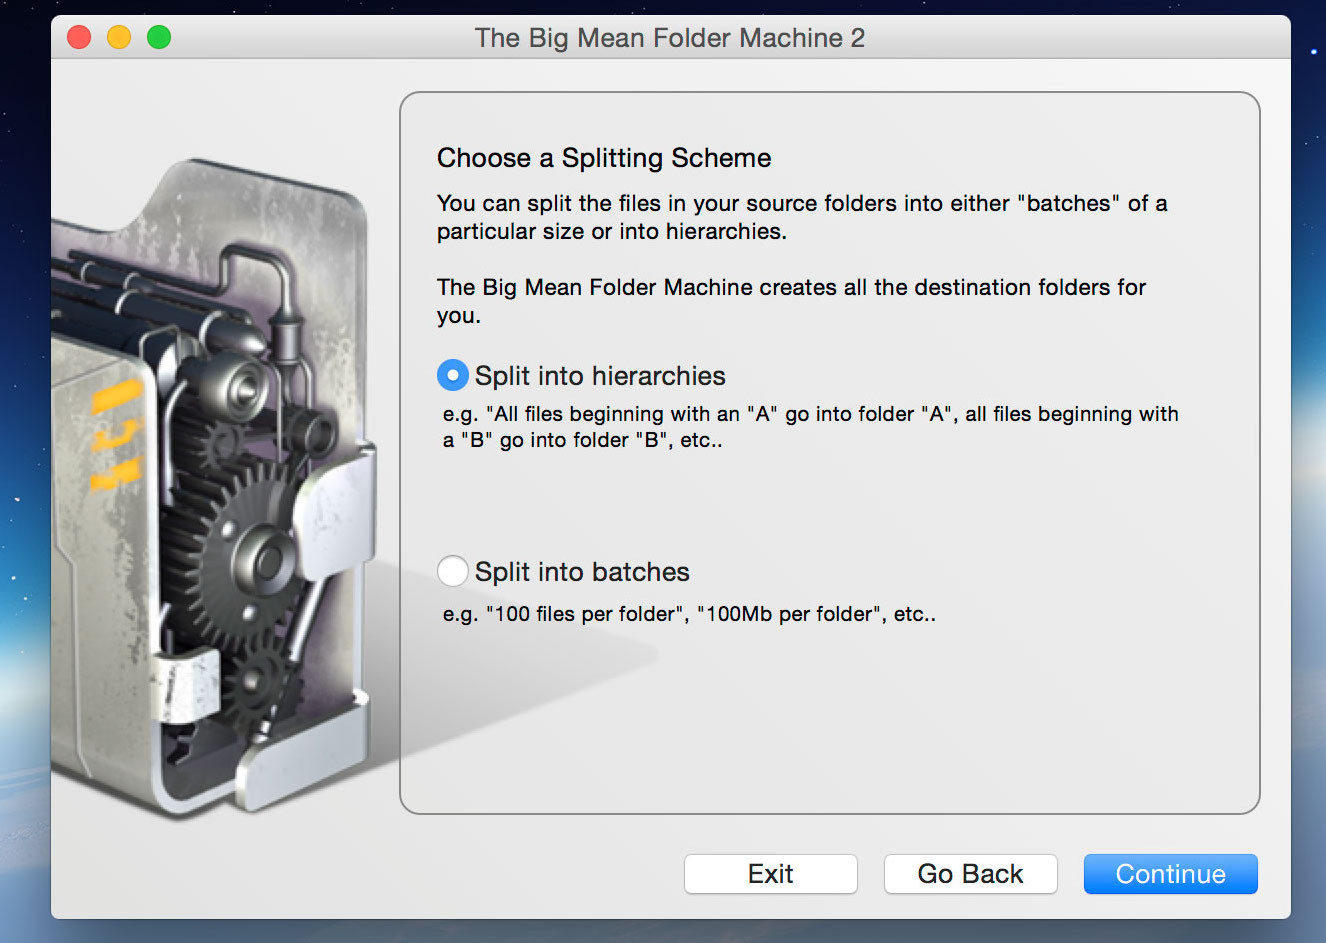 The Big Mean Folder Machine 2
Choose a Splitting Scheme
You can split the files in your source folders into either "batches" of a
particular size or into hierarchies.
The Big Mean Folder Machine creates all the destination folders for
you.
Split into hierarchies
e.g. "All files beginning with an "A" go into folder "A", all files beginning with
a "B" go into folder "B", etc..
Split into batches
e.g. "100 files per folder", "100Mb per folder", etc..
Exit
Go Back
Continue